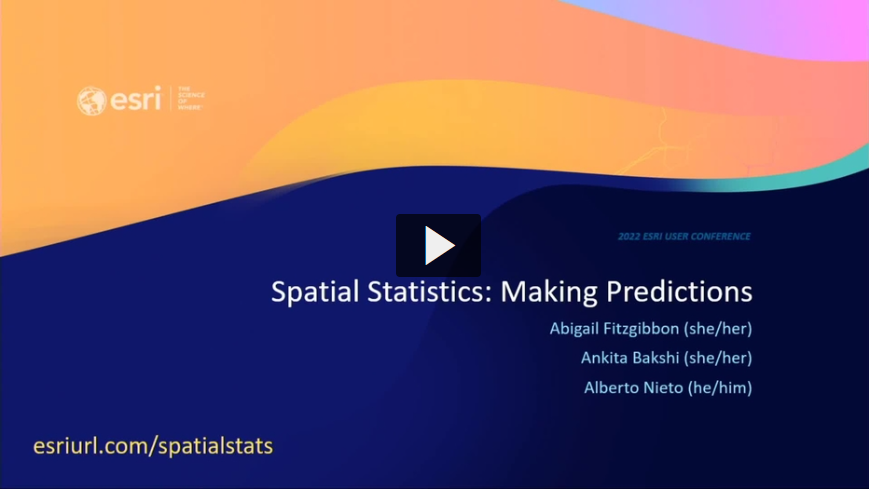 esri
THE
SCIENCE
OF
WHERE
2022 ESRI USER CONFERENCE
Spatial Statistics: Making Predictions
Abigail Fitzgibbon (she/her)
Ankita Bakshi (she/her)
Alberto Nieto (he/him)
esriurl.com/spatialstats